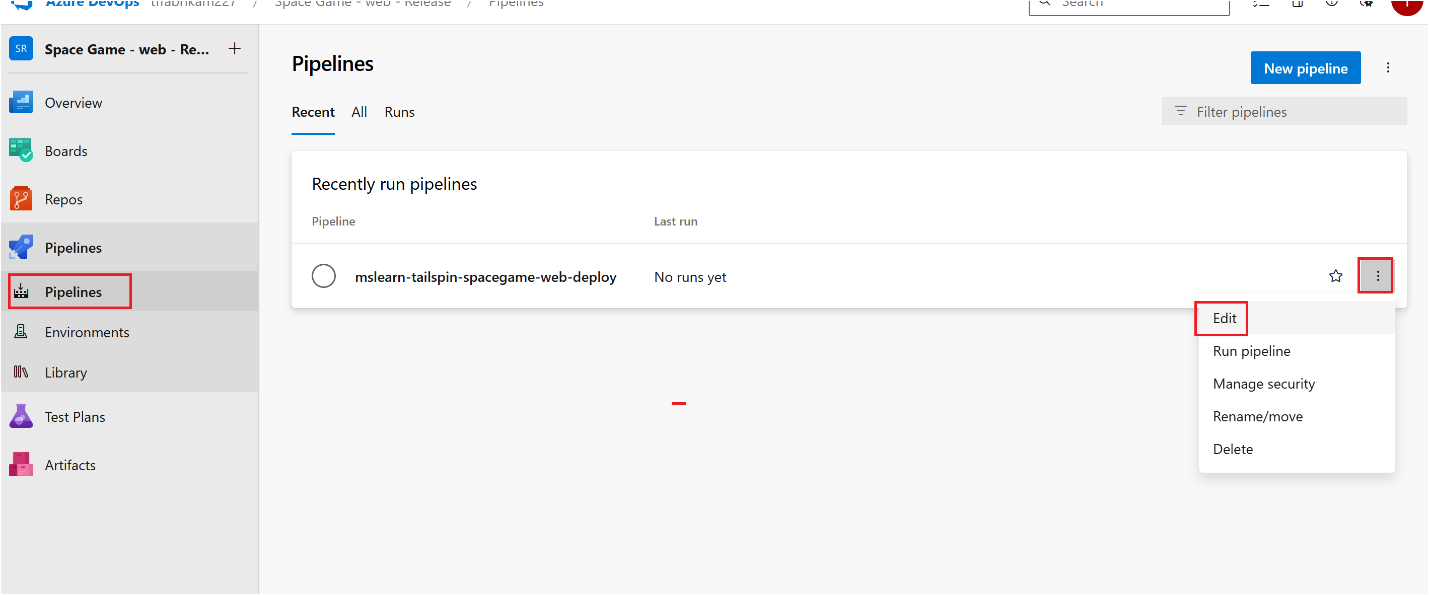 Azure DevOps / Space Game - web - Release / Pipelines
Search
SR Space Game - web - Re... +
Overview
Boards
Repos
Pipelines
Pipelines
Environments
Library
Test Plans
Artifacts
Pipelines
New pipeline
Recent All Runs
Filter pipelines
Recently run pipelines
Pipeline Last run
mslearn-tailspin-spacegame-web-deploy No runs yet
Edit
Run pipeline
Manage security
Rename/move
Delete